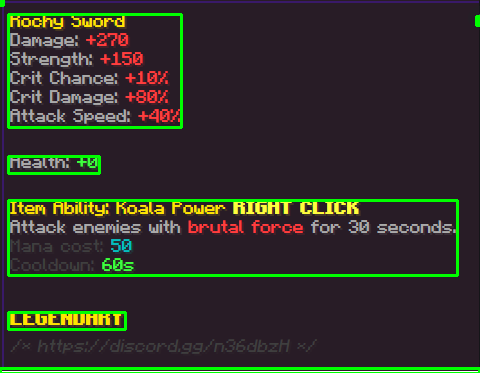 Rochy Sword
Damage: +270
Strength: +150
Crit Chance: +10%
Crit Damage: +80%
Attack Speed: +40%
Health: +0
Item Ability: Koala Power RIGHT CLICK
Attack enemies with brutal force for 30 seconds.
Mana cost: 50
Cooldown: 60s
LEGENDARY
/* https://discord.gg/n36dbzH */